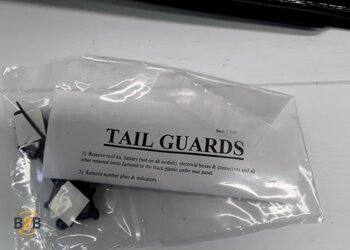 TAIL GUARDS
1) Remove tool kit, battery (not on all models), electrical boxes & connectors and all
other retained items fastened to the black plastic under seat panel.
2) Remove number plate & indicators.
B2B